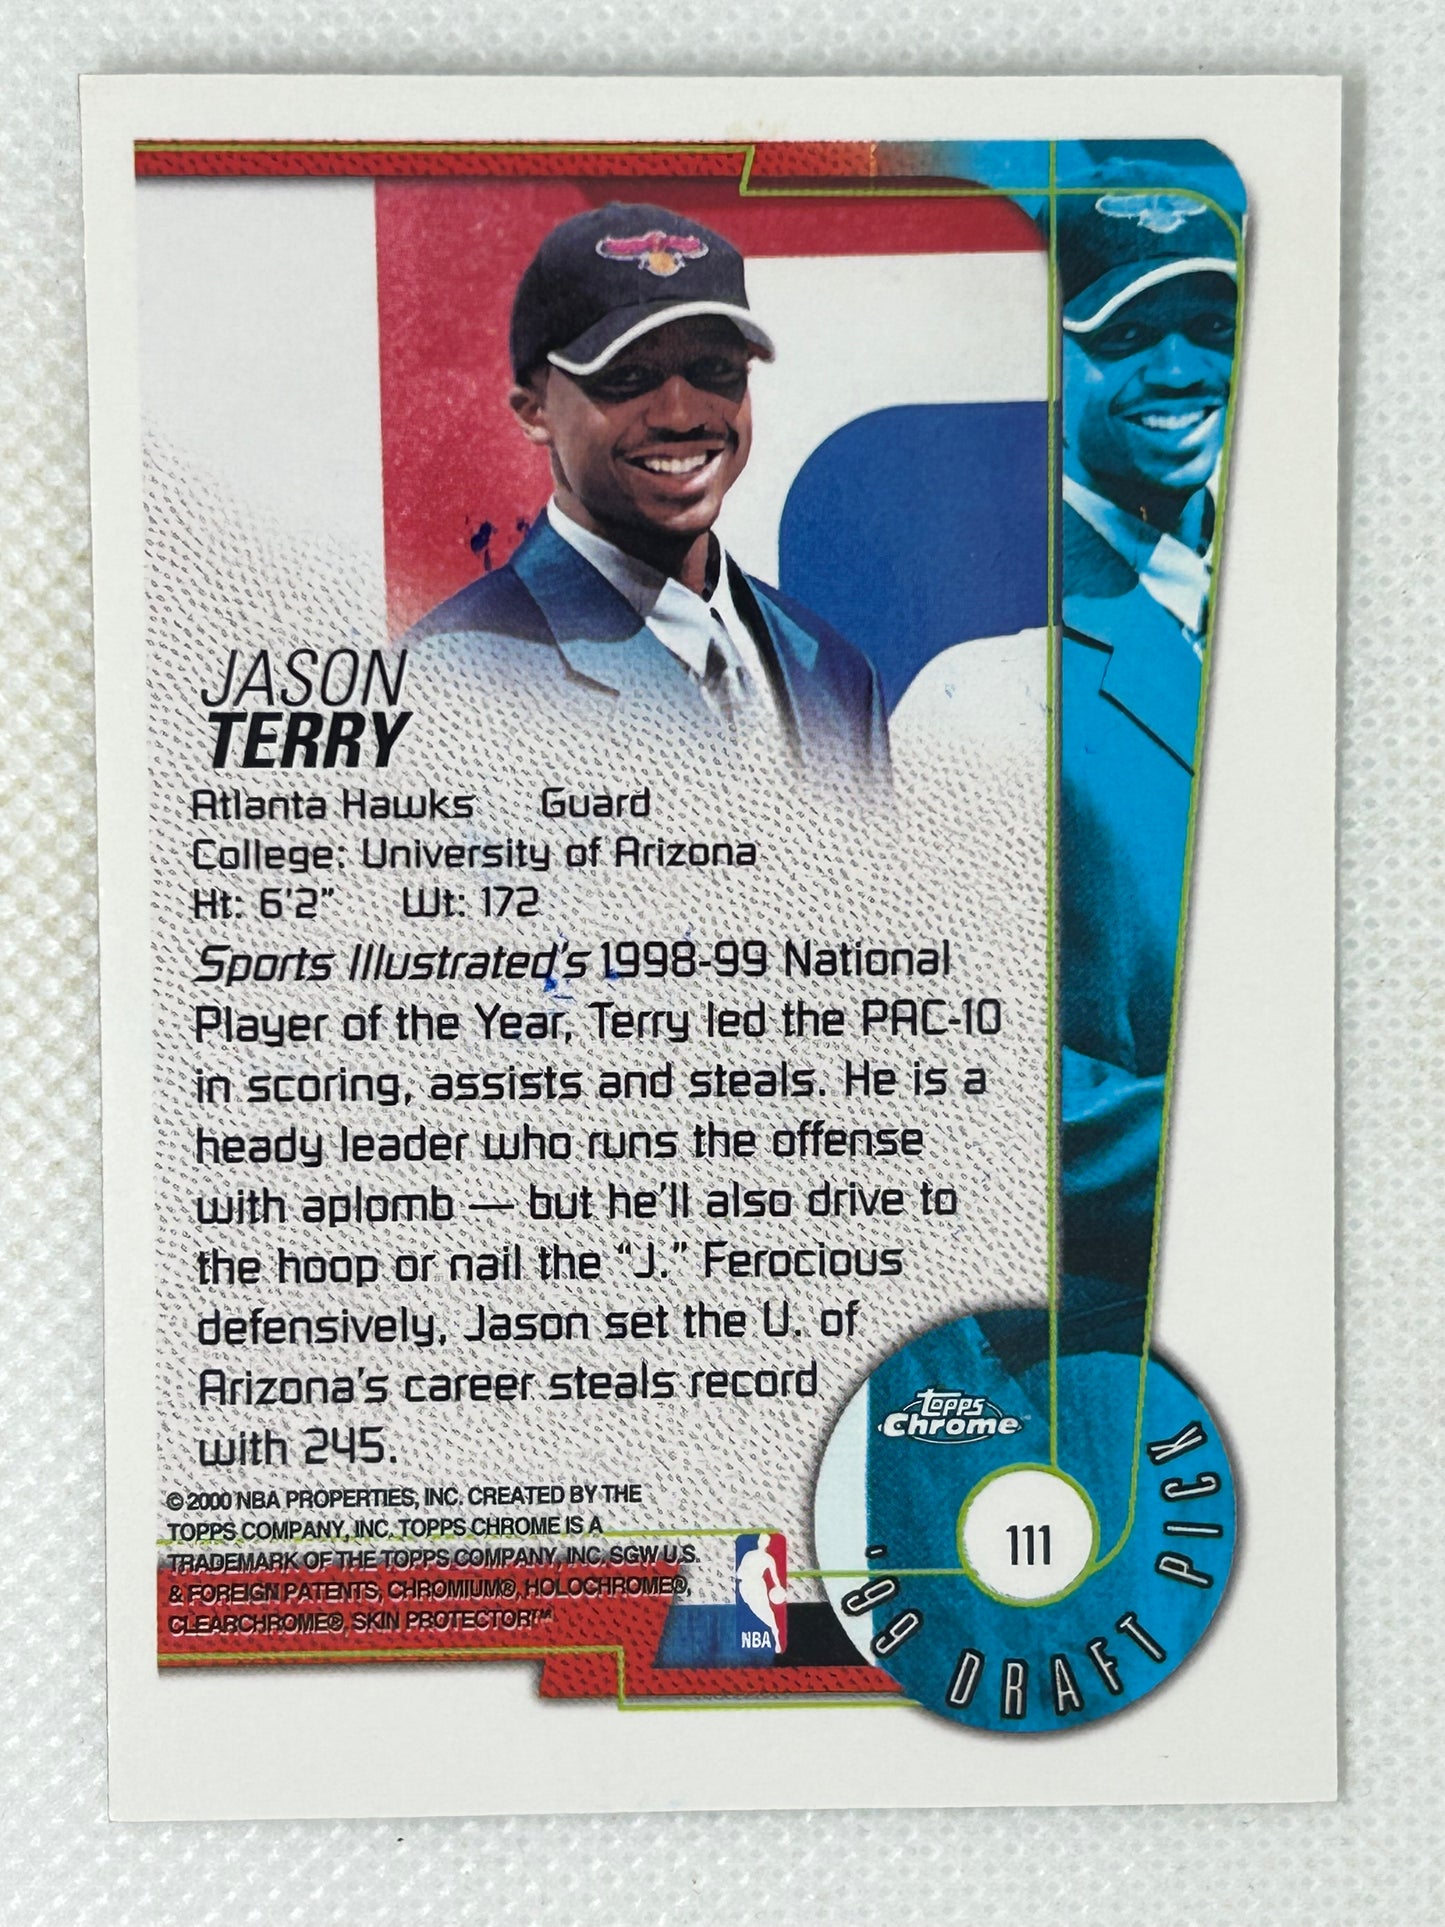 JASON
TERRY
Atlanta Hawks Guard
College: University of Arizona
Ht: 6'2" Wt: 172
Sports Illustrated's 1998-99 National
Player of the Year, Terry led the PAC-10
in scoring, assists and steals. He is a
heady leader who runs the offense
with aplomb — but he'll also drive to
the hoop or nail the “J.” Ferocious
defensively, Jason set the U. of
Arizona's career steals record
with 245.
© 2000 NBA PROPERTIES, INC. CREATED BY THE
TOPPS COMPANY, INC. TOPPS CHROME IS A
TRADEMARK OF THE TOPPS COMPANY, INC. SGW U.S.
& FOREIGN PATENTS; CHROMIUM®, HOLOCHROME®,
CLEARCHROME®, SKIN PROTECTOR™
NBA
Topps
Chrome
111
'99 DRAFT PICK